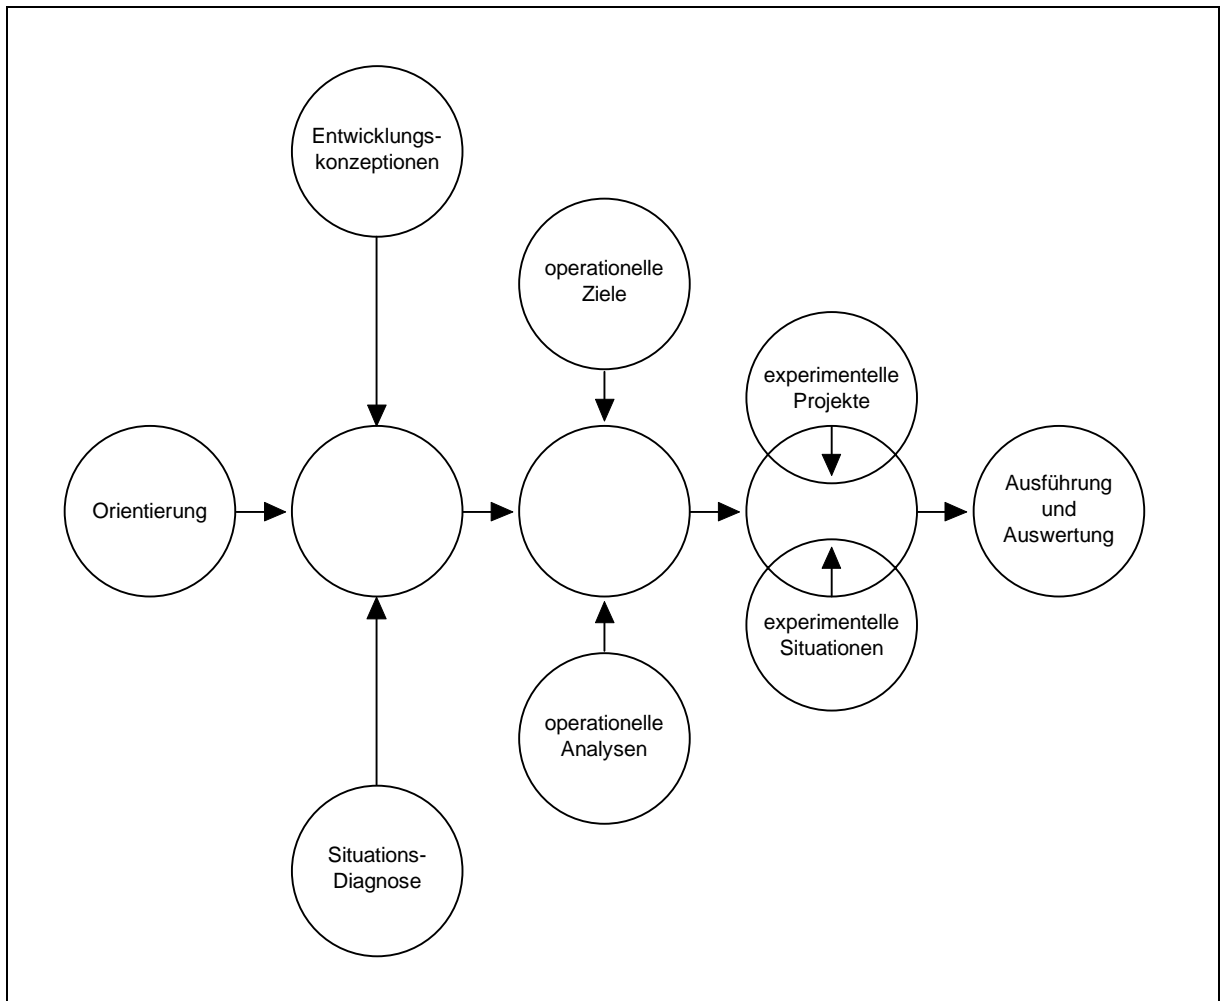 Entwicklungs-
konzeptionen
operationelle
Ziele
experimentelle
Projekte
Orientierung
Ausführung
und
Auswertung
experimentelle
Situationen
operationelle
Analysen
Situations-
Diagnose